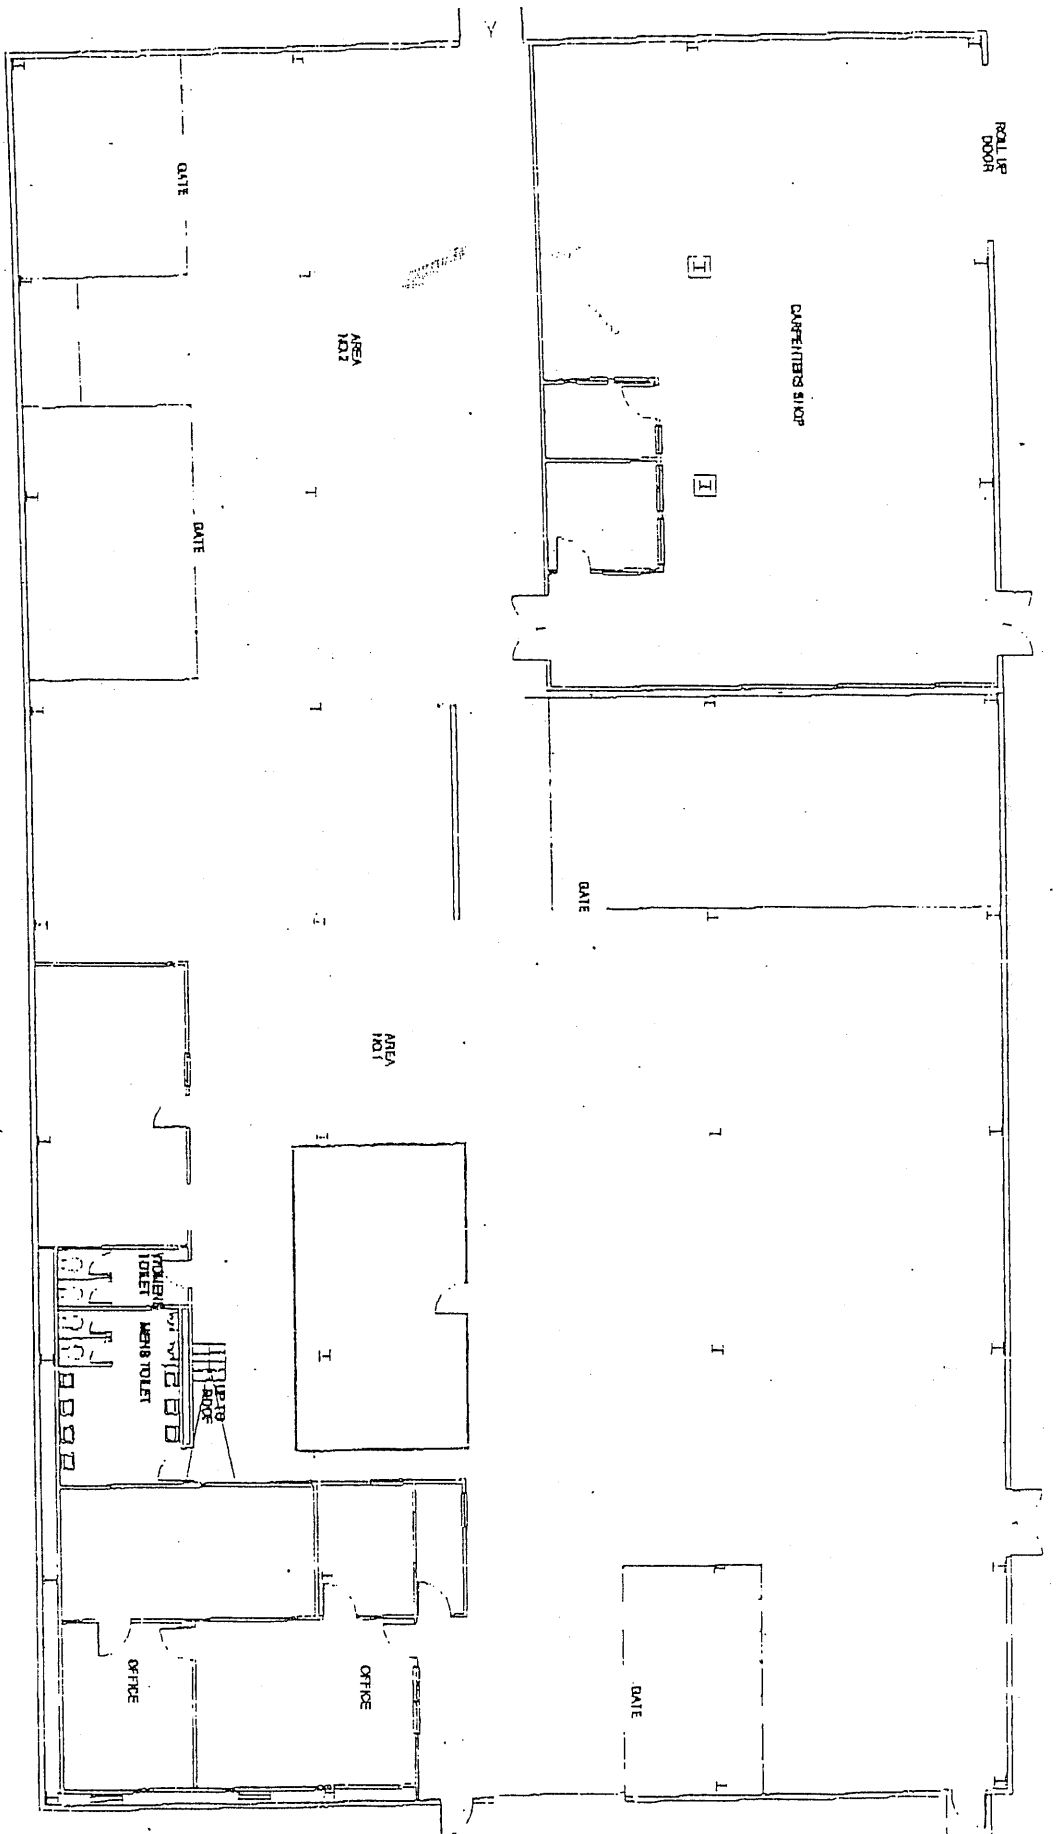 ROLL UP
DOOR
GATE
CARPENTERS SHOP
AREA
NO.2
GATE
GATE
AREA
NO.1
WOMENS
TOILET
MENS TOILET
UP TO
ROOF
OFFICE
OFFICE
GATE